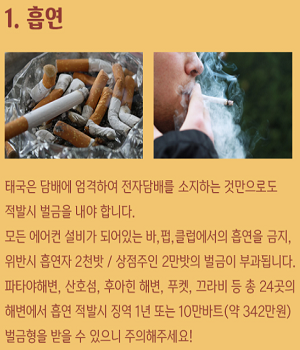 1. 흡연
태국은 담배에 엄격하여 전자담배를 소지하는 것만으로도
적발시 벌금을 내야 합니다.
모든 에어컨 설비가 되어있는 바,펍,클럽에서의 흡연을 금지,
위반시 흡연자 2천밧 / 상점주인 2만밧의 벌금이 부과됩니다.
파타야해변, 산호섬, 후아힌 해변, 푸켓, 끄라비 등 총 24곳의
해변에서 흡연 적발시 징역 1년 또는 10만바트(약 342만원)
벌금형을 받을 수 있으니 주의해주세요!